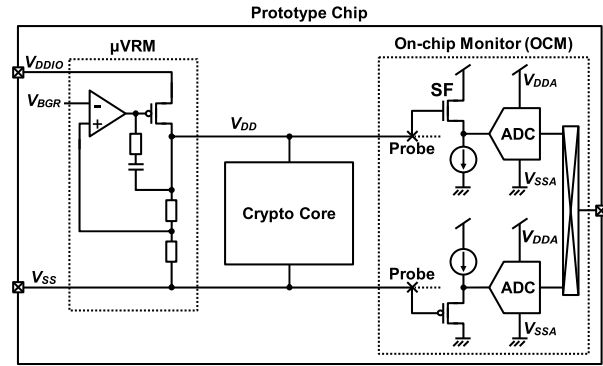 Prototype Chip
µVRM
On-chip Monitor (OCM)
VDDIO
SF
VDDA
VBGR
-
+
VDD
Probe
ADC
VSSA
Crypto Core
VDDA
VSS
Probe
ADC
VSSA